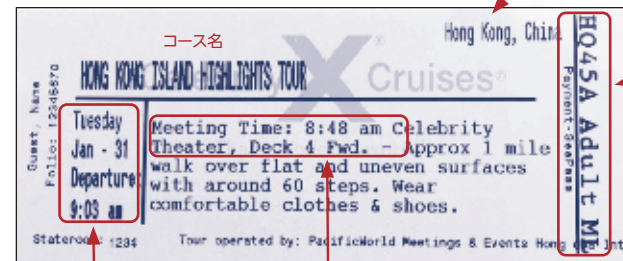 コース名
Hong Kong, China
X Cruises®
HONG KONG ISLAND HIGHLIGHTS TOUR
Guest, Name
Folio: 12345670
Tuesday
Jan - 31
Departure:
9:03 am
Meeting Time: 8:48 am Celebrity
Theater, Deck 4 Fwd. - Approx 1 mile
walk over flat and uneven surfaces
with around 60 steps. Wear
comfortable clothes & shoes.
HQ45A Adult
Payment-SeaPass
Stateroom: 1234
Tour operated by: PacificWorld Meetings & Events Hong